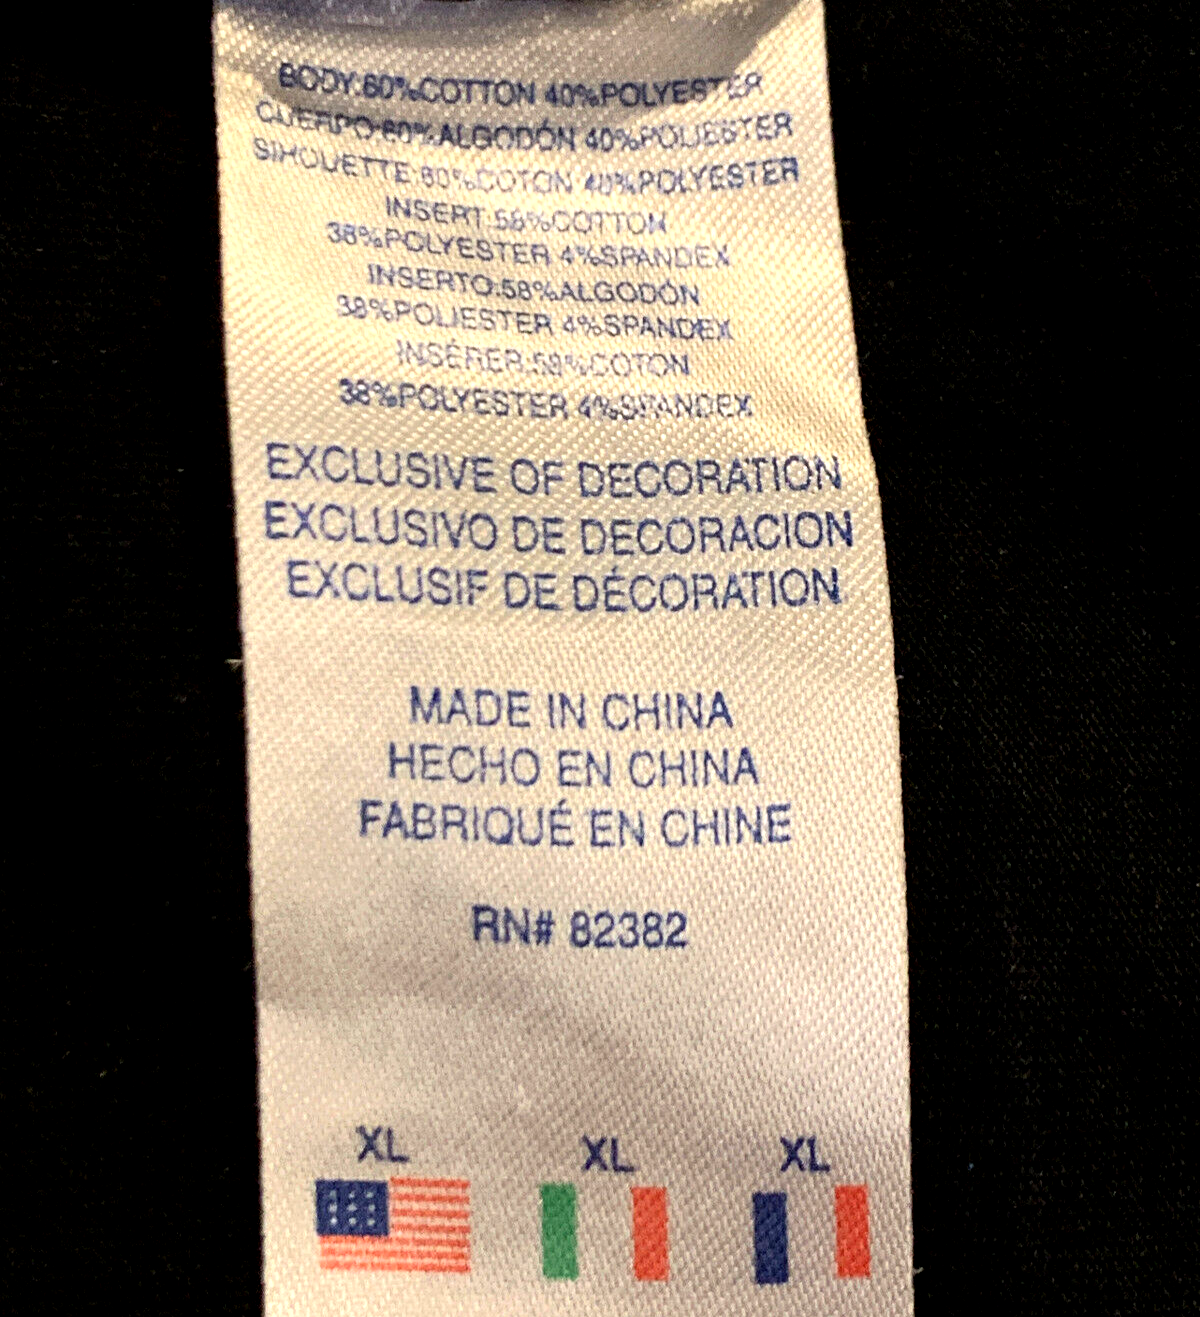 BODY:60%COTTON 40%POLYESTER
CUERPO:60%ALGODÓN 40%POLIESTER
SIHOUETTE:60%COTON 40%POLYESTER
INSERT:58%COTTON
38%POLYESTER 4%SPANDEX
INSERTO:58%ALGODÓN
38%POLIESTER 4%SPANDEX
INSÉRER:58%COTON
38%POLYESTER 4%SPANDEX
EXCLUSIVE OF DECORATION
EXCLUSIVO DE DECORACION
EXCLUSIF DE DÉCORATION
MADE IN CHINA
HECHO EN CHINA
FABRIQUÉ EN CHINE
RN# 82382
XL XL XL